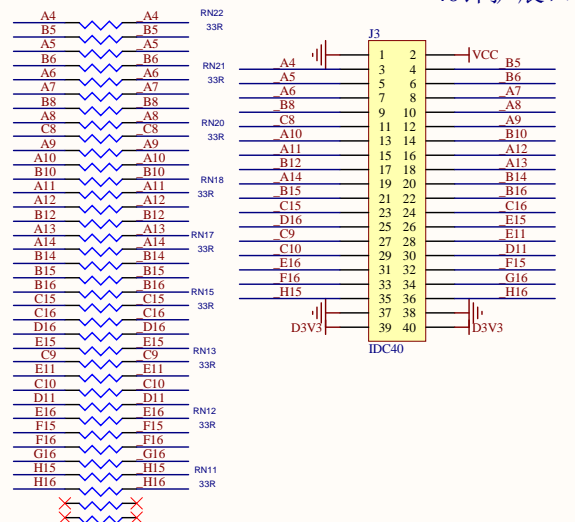 A4 _A4 RN22
B5 _B5 33R
A5 _A5
B6 _B6 RN21
A6 _A6 33R
A7 _A7
B8 _B8
A8 _A8 RN20
C8 _C8 33R
A9 _A9
A10 _A10
B10 _B10 RN18
A11 _A11 33R
A12 _A12
B12 _B12
A13 _A13 RN17
A14 _A14 33R
B14 _B14
B15 _B15
B16 _B16 RN15
C15 _C15 33R
C16 _C16
D16 _D16
E15 _E15 RN13
C9 _C9 33R
E11 _E11
C10 _C10
D11 _D11
E16 _E16 RN12
F15 _F15 33R
F16 _F16
G16 _G16
H15 _H15 RN11
H16 _H16 33R
J3
1 2 VCC
_A4 3 4 _B5
_A5 5 6 _B6
_A6 7 8 _A7
_B8 9 10 _A8
_C8 11 12 _A9
_A10 13 14 _B10
_A11 15 16 _A12
_B12 17 18 _A13
_A14 19 20 _B14
_B15 21 22 _B16
_C15 23 24 _C16
_D16 25 26 _E15
_C9 27 28 _E11
_C10 29 30 _D11
_E16 31 32 _F15
_F16 33 34 _G16
_H15 35 36 _H16
37 38
D3V3 39 40 D3V3
IDC40